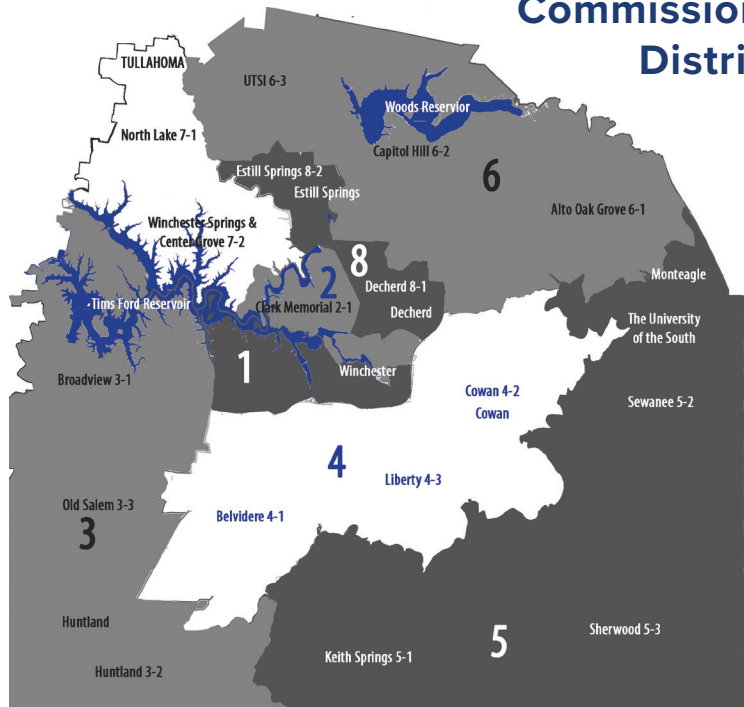 Commission
Distri
TULLAHOMA
UTSI 6-3
Woods Reservior
North Lake 7-1
Capitol Hill 6-2
Estill Springs 8-2
6
Estill Springs
Alto Oak Grove 6-1
Winchester Springs &
Center Grove 7-2
8
Monteagle
2
Decherd 8-1
Tims Ford Reservoir
Clark Memorial 2-1
Decherd
The University
of the South
1
Winchester
Broadview 3-1
Cowan 4-2
Sewanee 5-2
Cowan
4
Liberty 4-3
Old Salem 3-3
Belvidere 4-1
3
Huntland
Sherwood 5-3
5
Keith Springs 5-1
Huntland 3-2